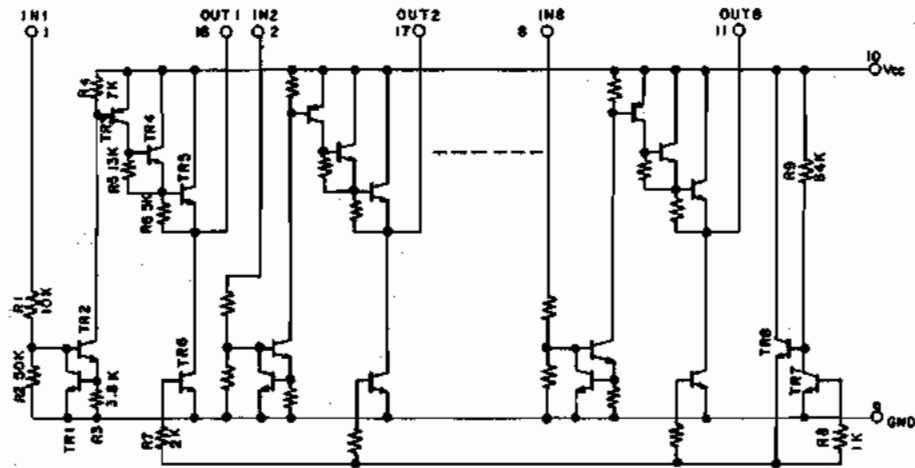 IN1
1
OUT1
18
IN2
2
OUT2
17
IN8
8
OUT8
11
10
Vcc
R4
7K
TR3
TR4
R5 13K
TR5
R6 5K
R9
84K
R1
10K
TR2
TR6
TR8
R2 50K
TR1
R3
3.8K
R7
2K
TR7
R8
1K
GND